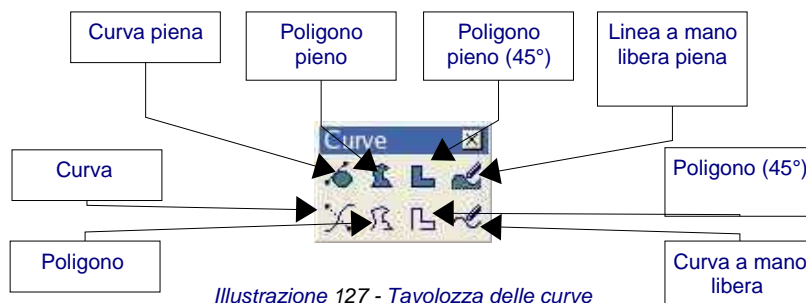 Curva piena
Poligono
pieno
Poligono
pieno (45°)
Linea a mano
libera piena
Curve
Curva
Poligono (45°)
Poligono
Curva a mano
libera
Illustrazione 127 - Tavolozza delle curve